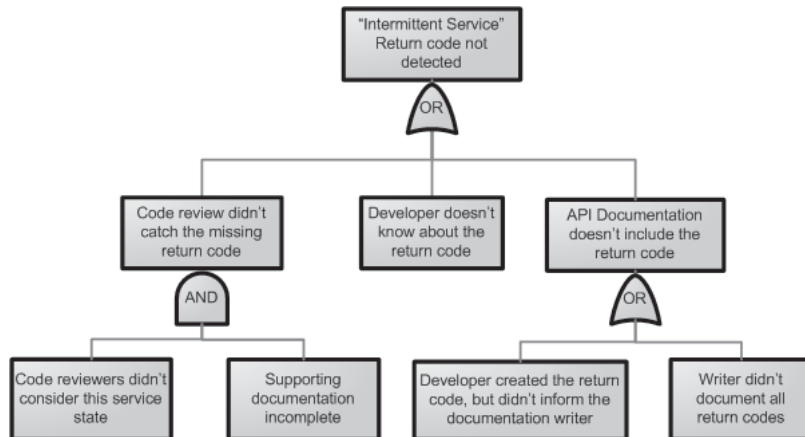 “Intermittent Service”
Return code not
detected
OR
Code review didn’t
catch the missing
return code
Developer doesn’t
know about the
return code
API Documentation
doesn’t include the
return code
AND
OR
Code reviewers didn’t
consider this service
state
Supporting
documentation
incomplete
Developer created the return
code, but didn’t inform the
documentation writer
Writer didn’t
document all
return codes